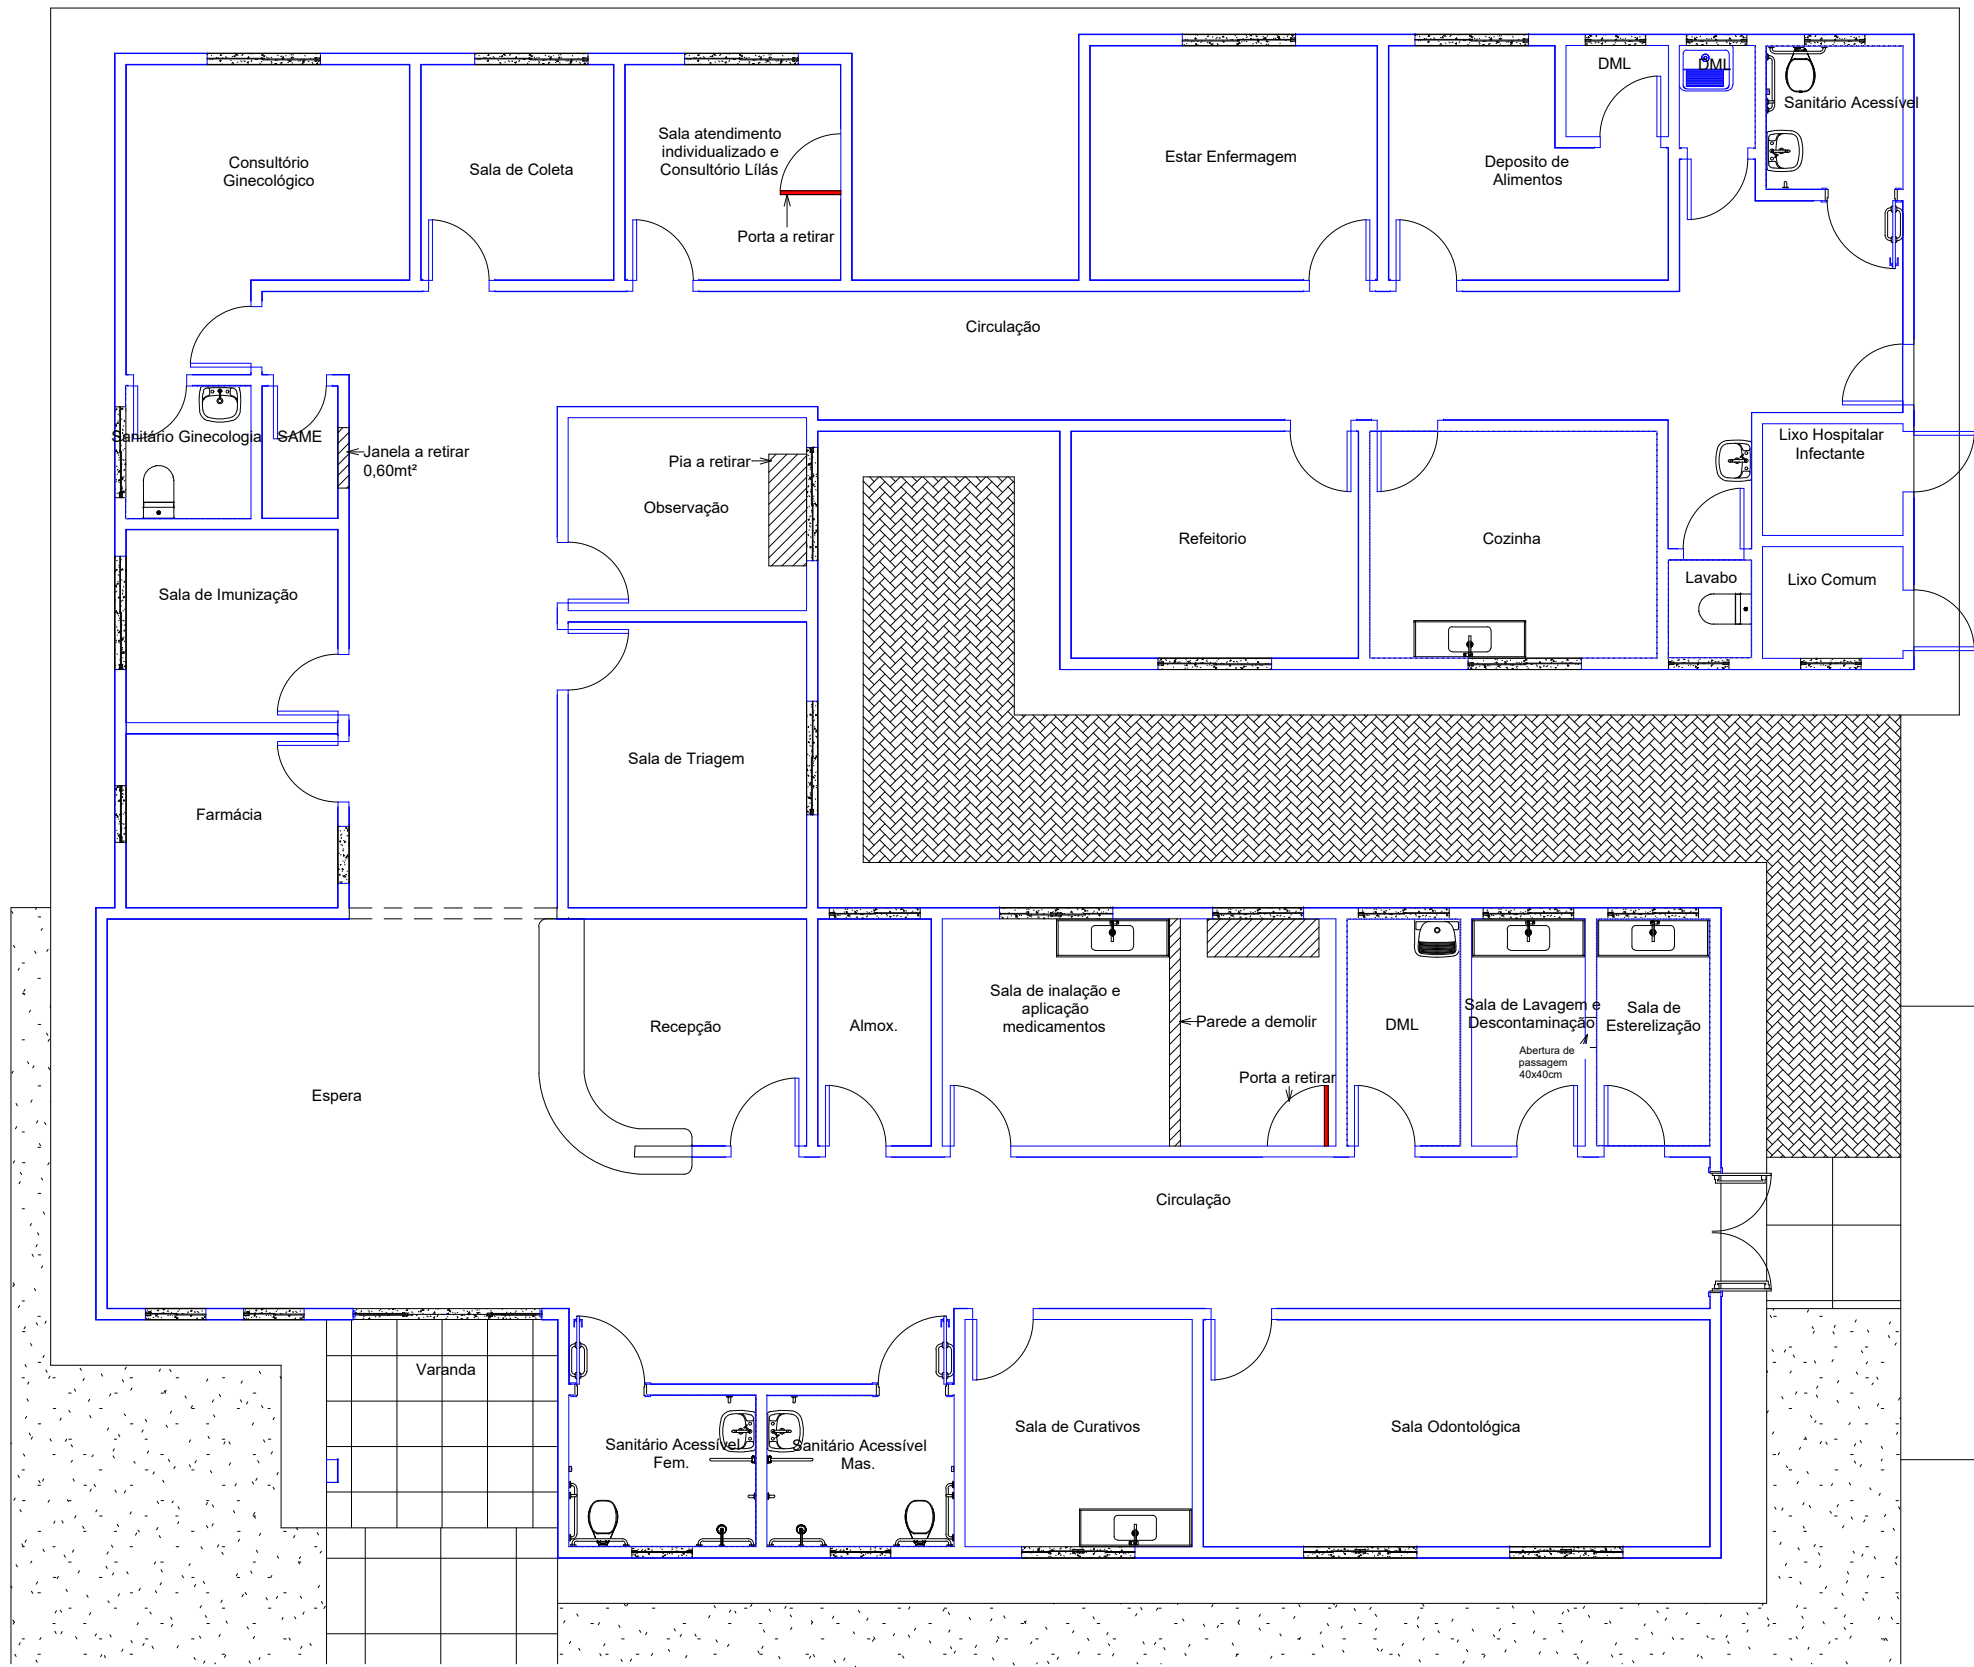 DML
DML
Sanitário Acessível
Sala atendimento
individualizado e
Consultório Lílás
Consultório
Ginecológico
Sala de Coleta
Estar Enfermagem
Deposito de
Alimentos
Porta a retirar
Circulação
Sanitário Ginecologia
SAME
Janela a retirar
0,60mt²
Pia a retirar
Observação
Lixo Hospitalar
Infectante
Refeitorio
Cozinha
Lavabo
Lixo Comum
Sala de Imunização
Sala de Triagem
Farmácia
Sala de inalação e
aplicação
medicamentos
Recepção
Almox.
Parede a demolir
DML
Sala de Lavagem e
Descontaminação
Sala de
Esterelização
Abertura de
passagem
40x40cm
Porta a retirar
Espera
Circulação
Varanda
Sanitário Acessível
Fem.
Sanitário Acessível
Mas.
Sala de Curativos
Sala Odontológica